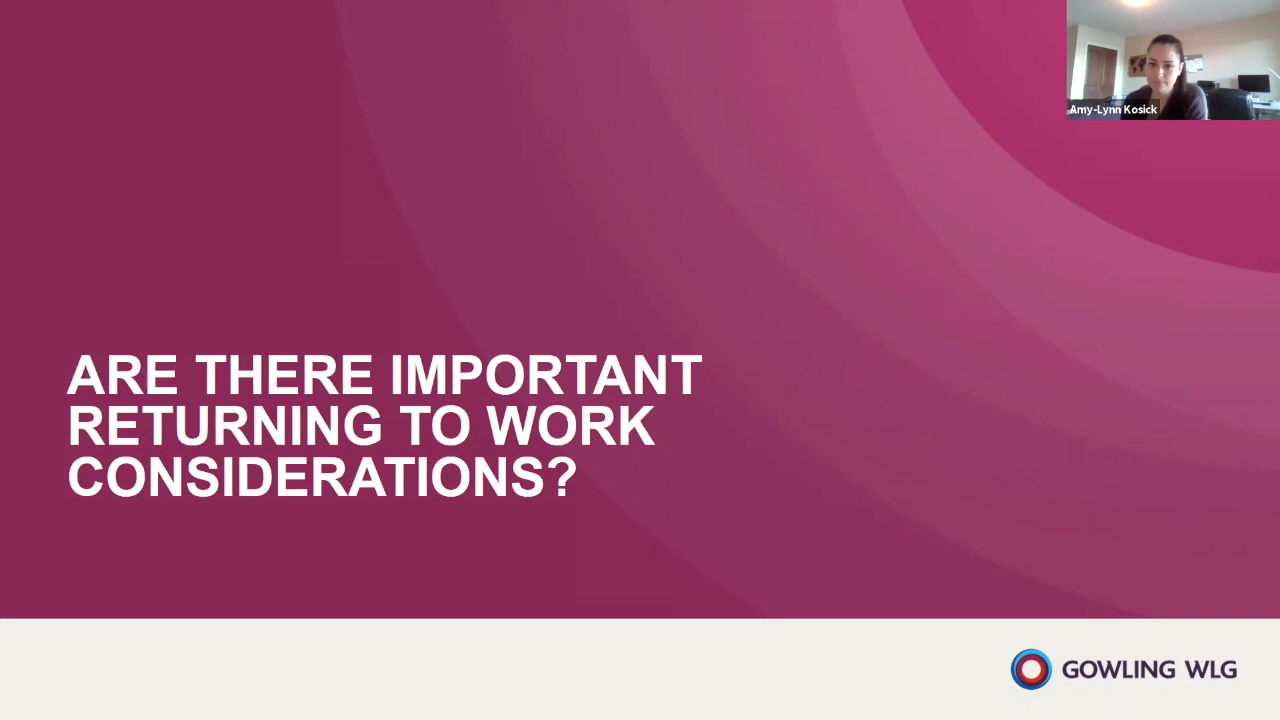 Amy-Lynn Kosick
ARE THERE IMPORTANT
RETURNING TO WORK
CONSIDERATIONS?
GOWLING WLG